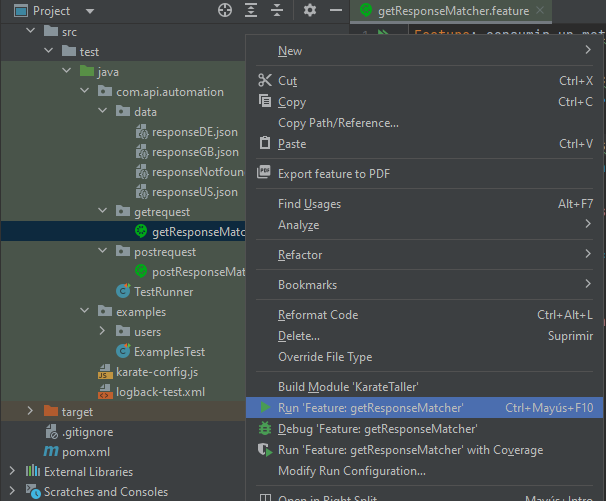 Project
getResponseMatcher.feature
src
test
java
com.api.automation
data
responseDE.json
responseGB.json
responseNotfoun
responseUS.json
getrequest
getResponseMatc
postrequest
postResponseMat
TestRunner
examples
users
ExamplesTest
karate-config.js
logback-test.xml
target
.gitignore
pom.xml
External Libraries
Scratches and Consoles
New
Cut Ctrl+X
Copy Ctrl+C
Copy Path/Reference...
Paste Ctrl+V
Export feature to PDF
Find Usages Alt+F7
Analyze
Refactor
Bookmarks
Reformat Code Ctrl+Alt+L
Delete... Suprimir
Override File Type
Build Module 'KarateTaller'
Run 'Feature: getResponseMatcher' Ctrl+Mayús+F10
Debug 'Feature: getResponseMatcher'
Run 'Feature: getResponseMatcher' with Coverage
Modify Run Configuration...
Open in Right Split Mayús+Intro